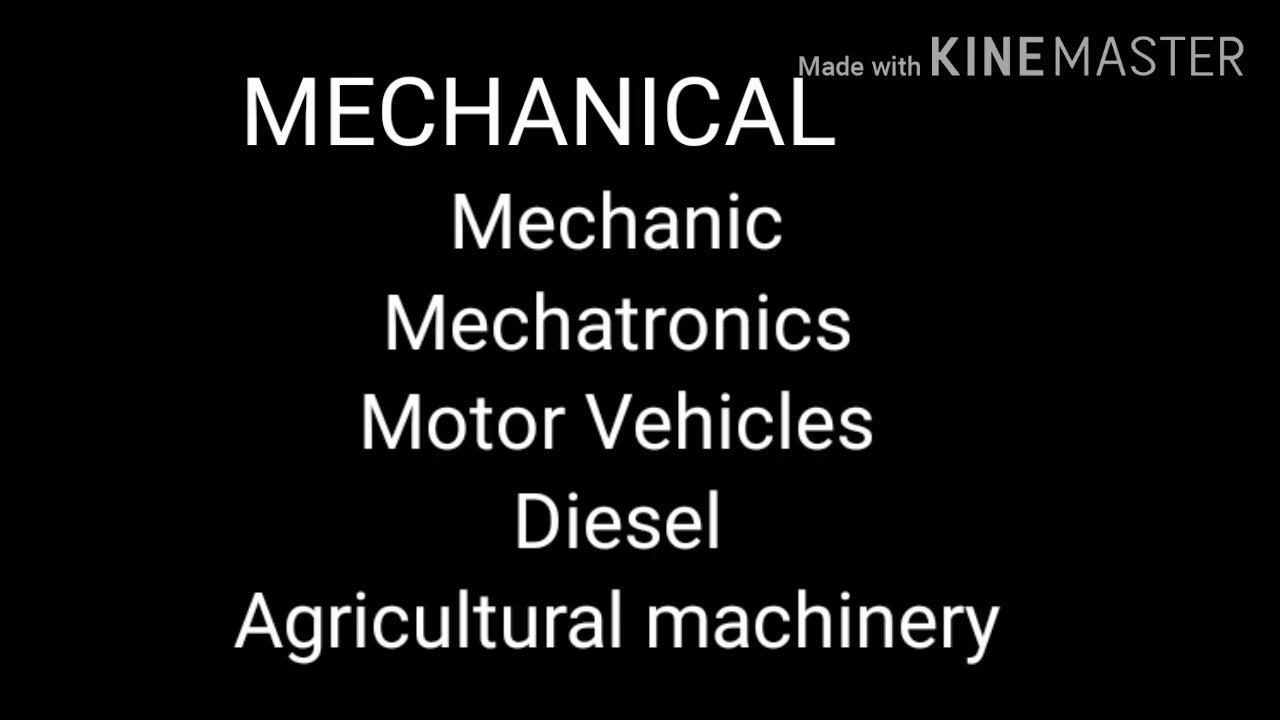 Made with KINEMASTER
MECHANICAL
Mechanic
Mechatronics
Motor Vehicles
Diesel
Agricultural machinery